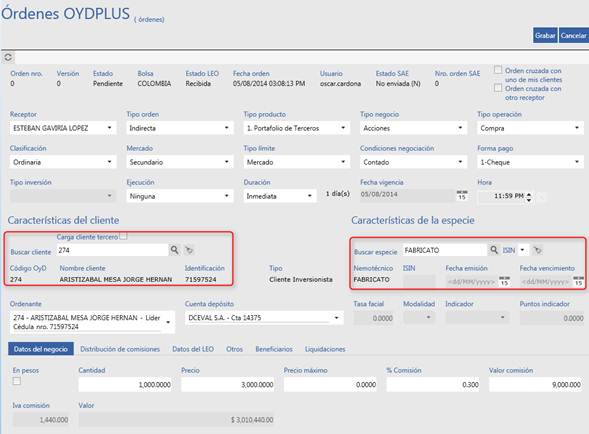 Órdenes OYDPLUS ( órdenes)
Grabar Cancelar
Orden nro. Versión Estado Bolsa Estado LEO Fecha orden Usuario Estado SAE Nro. orden SAE Orden cruzada con uno de mis clientes
0 0 Pendiente COLOMBIA Recibida 05/08/2014 03:08:13 PM oscar.cardona No enviada (N) 0 Orden cruzada con otro receptor
Receptor Tipo orden Tipo producto Tipo negocio Tipo operación
ESTEBAN GAVIRIA LOPEZ Indirecta 1. Portafolio de Terceros Acciones Compra
Clasificación Mercado Tipo límite Condiciones negociación Forma pago
Ordinaria Secundario Mercado Contado 1-Cheque
Tipo inversión Ejecución Duración Fecha vigencia Hora
Ninguna Inmediata 1 día(s) 05/08/2014 15 11:59 PM
Características del cliente Características de la especie
Carga cliente tercero
Buscar cliente 274 Buscar especie FABRICATO ISIN
Código OyD Nombre cliente Identificación Tipo Nemotécnico ISIN Fecha emisión Fecha vencimiento
274 ARISTIZABAL MESA JORGE HERNAN 71597524 Cliente Inversionista FABRICATO <dd/MM/yyyy> 15 <dd/MM/yyyy> 15
Ordenante Cuenta depósito Tasa facial Modalidad Indicador Puntos indicador
274 - ARISTIZABAL MESA JORGE HERNAN - Lider DCEVAL S.A. - Cta 14375 0.0000 0.0000
Cédula nro. 71597524
Datos del negocio Distribución de comisiones Datos del LEO Otros Beneficiarios Liquidaciones
En pesos Cantidad Precio Precio máximo % Comisión Valor comisión
1,000.0000 3,000.0000 0.0000 0.300 9,000.000
Iva comisión Valor
1,440.000 $ 3,010,440.00